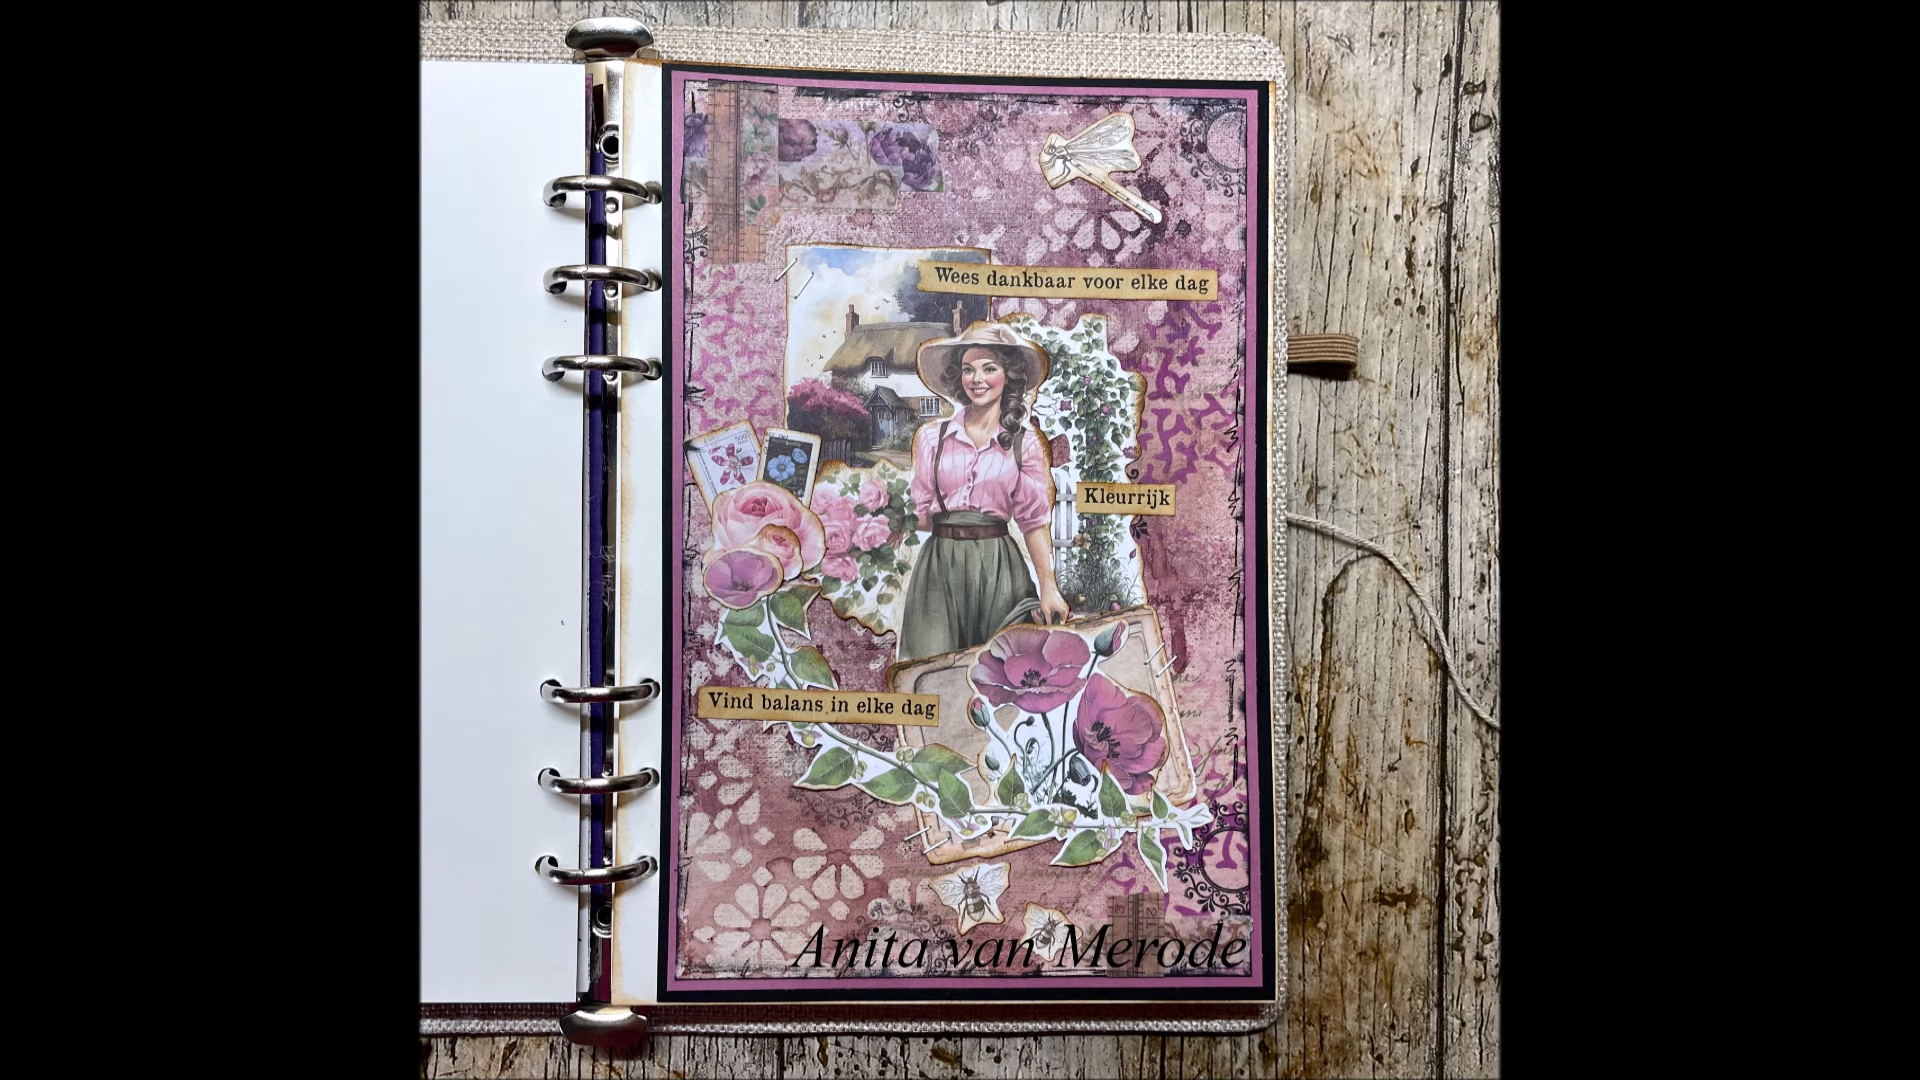 Wees dankbaar voor elke dag
Kleurrijk
Vind balans in elke dag
Anita van Merode